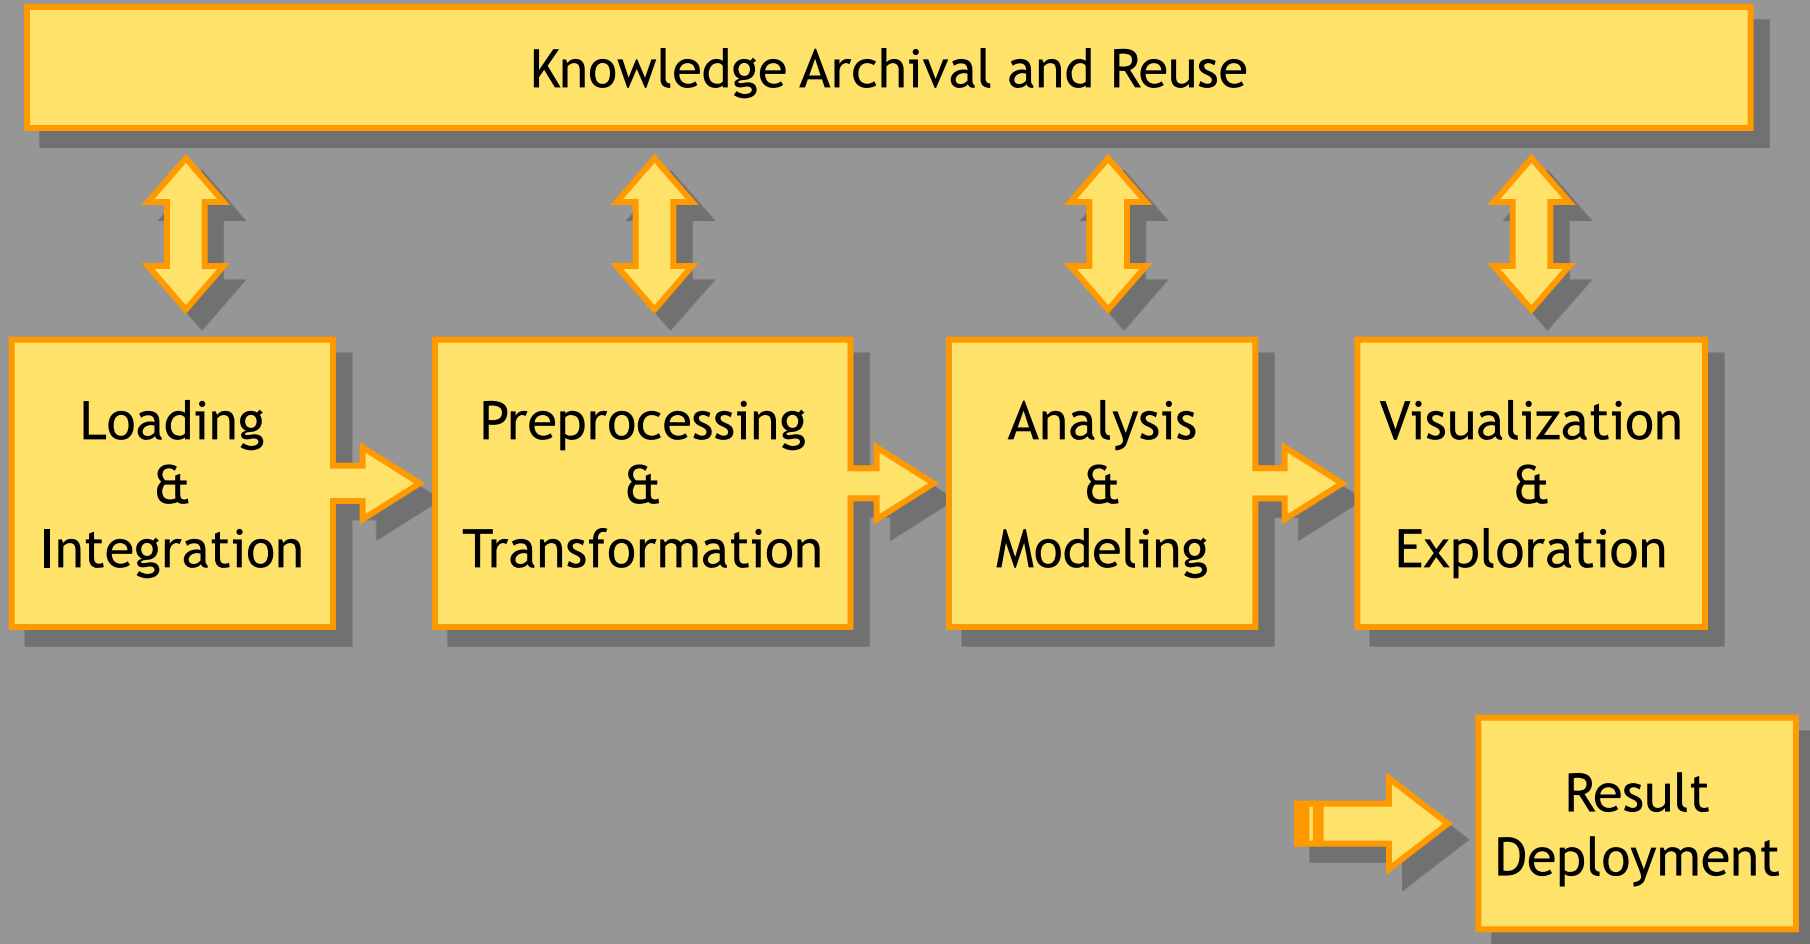 Knowledge Archival and Reuse
Loading
&
Integration
Preprocessing
&
Transformation
Analysis
&
Modeling
Visualization
&
Exploration
Result
Deployment